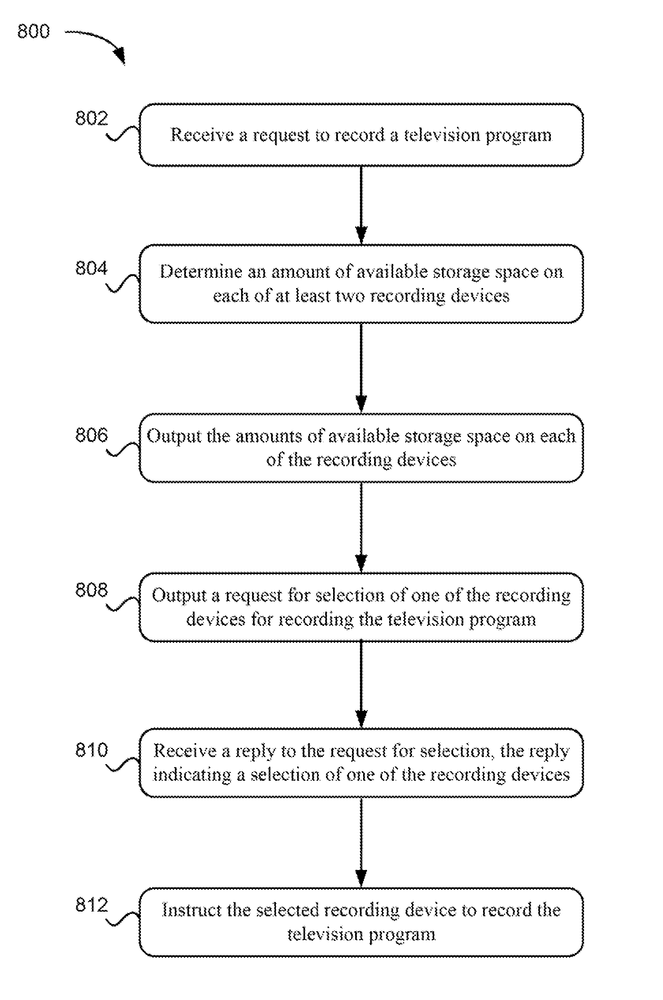 800
802
Receive a request to record a television program
804
Determine an amount of available storage space on
each of at least two recording devices
806
Output the amounts of available storage space on each
of the recording devices
808
Output a request for selection of one of the recording
devices for recording the television program
810
Receive a reply to the request for selection, the reply
indicating a selection of one of the recording devices
812
Instruct the selected recording device to record the
television program